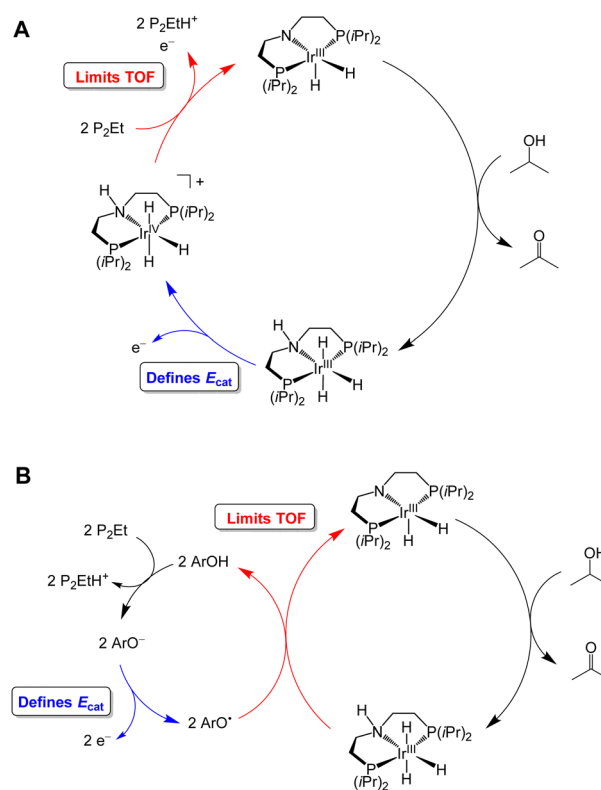 A
2 P₂EtH⁺
e⁻
Limits TOF
2 P₂Et
N
P(iPr)₂
Irᴵᴵᴵ
P
H
H
(iPr)₂
OH
O
+
H
N
H
P(iPr)₂
Irᴵⱽ
P
H
H
(iPr)₂
e⁻
Defines Ecat
H
N
H
P(iPr)₂
Irᴵᴵᴵ
P
H
H
(iPr)₂
B
2 P₂Et
2 P₂EtH⁺
2 ArOH
Limits TOF
2 ArO⁻
Defines Ecat
2 e⁻
2 ArO•
N
P(iPr)₂
Irᴵᴵᴵ
P
H
H
(iPr)₂
OH
O
H
N
H
P(iPr)₂
Irᴵᴵᴵ
P
H
H
(iPr)₂